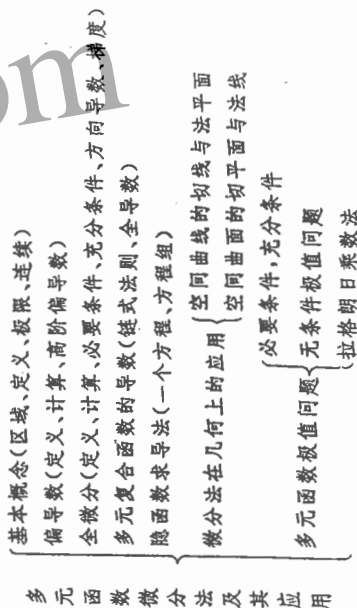 多元函数微分法及其应用
基本概念(区域、定义、极限、连续)
偏导数(定义、计算、高阶偏导数)
全微分(定义、计算、必要条件、充分条件、方向导数、梯度)
多元复合函数的导数(链式法则、全导数)
隐函数求导法(一个方程、方程组)
微分法在几何上的应用
空间曲线的切线与法平面
空间曲面的切平面与法线
多元函数极值问题
必要条件,充分条件
无条件极值问题
拉格朗日乘数法
om